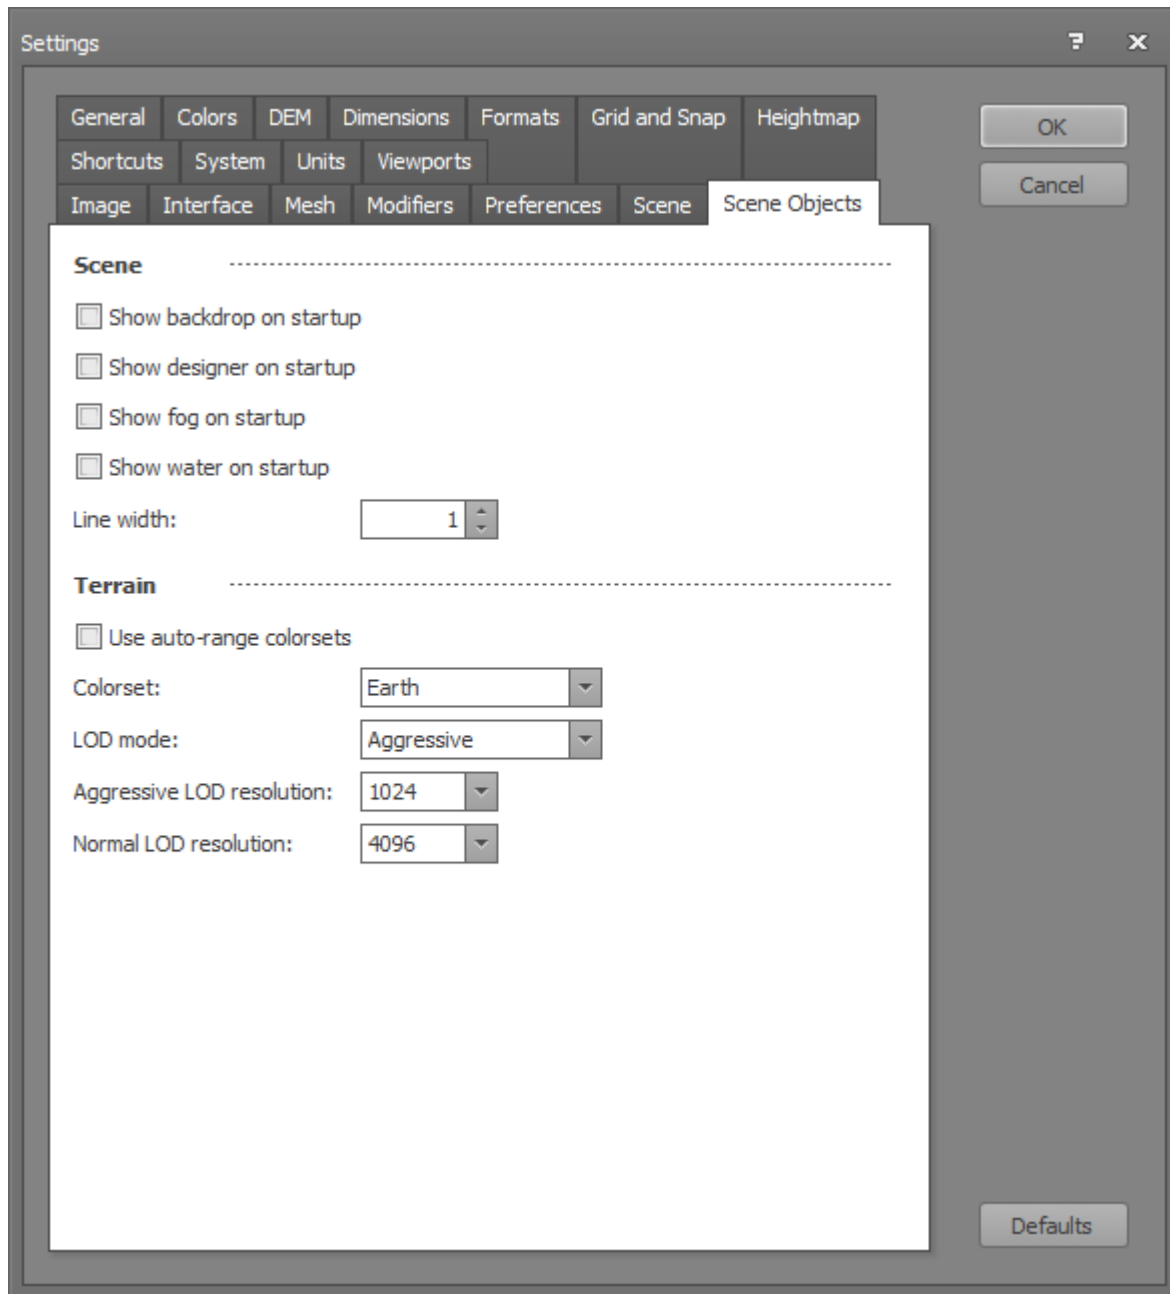 Settings
General Colors DEM Dimensions Formats Grid and Snap Heightmap
Shortcuts System Units Viewports
Image Interface Mesh Modifiers Preferences Scene Scene Objects
OK
Cancel
Scene
Show backdrop on startup
Show designer on startup
Show fog on startup
Show water on startup
Line width: 1
Terrain
Use auto-range colorsets
Colorset: Earth
LOD mode: Aggressive
Aggressive LOD resolution: 1024
Normal LOD resolution: 4096
Defaults